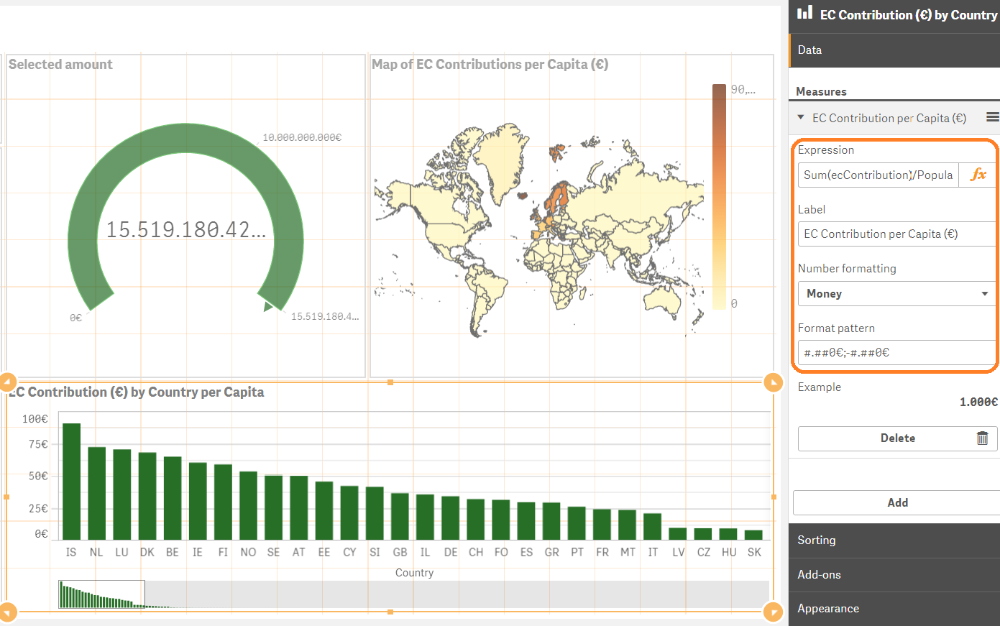 Selected amount
10.000.000.000€
15.519.180.42...
0€
15.519.180.4...
Map of EC Contributions per Capita (€)
90,...
0
EC Contribution (€) by Country per Capita
100€
75€
50€
25€
0€
IS NL LU DK BE IE FI NO SE AT EE CY SI GB IL DE CH FO ES GR PT FR MT IT LV CZ HU SK
Country
EC Contribution (€) by Country
Data
Measures
EC Contribution per Capita (€)
Expression
Sum(ecContribution)/Popula
fx
Label
EC Contribution per Capita (€)
Number formatting
Money
Format pattern
#.##0€;-#.##0€
Example
1.000€
Delete
Add
Sorting
Add-ons
Appearance